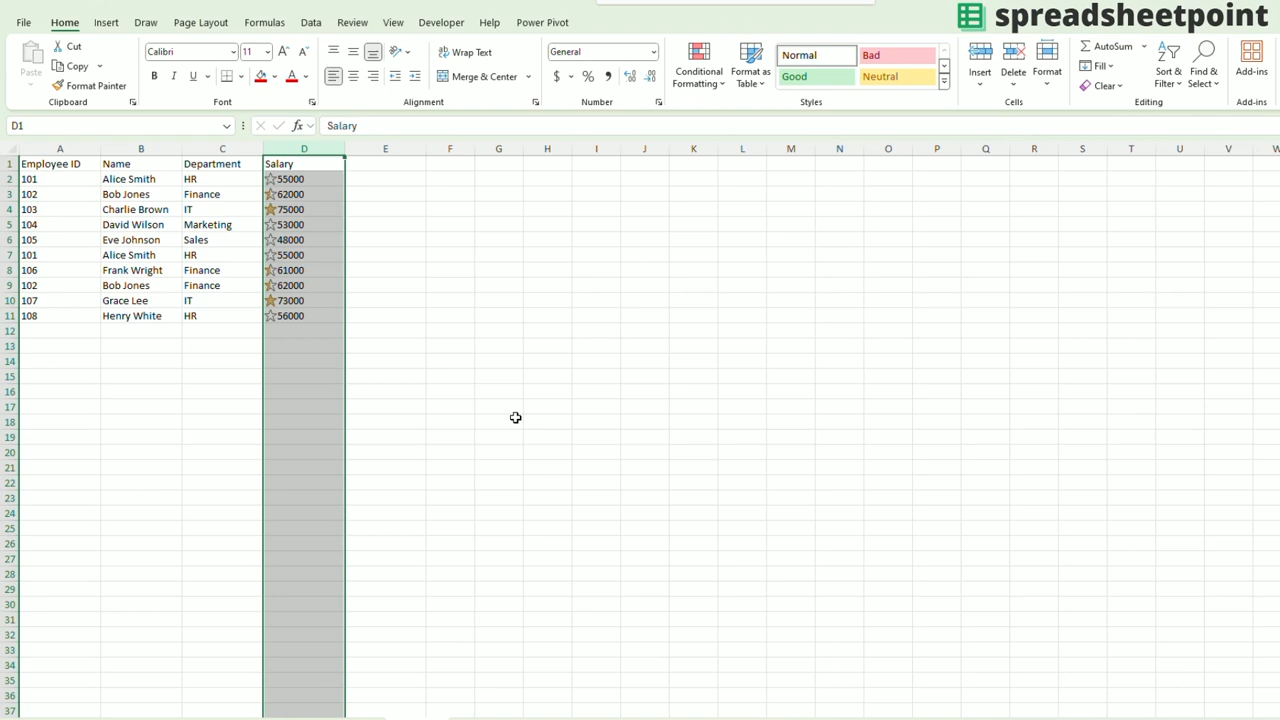 spreadsheetpoint
File Home Insert Draw Page Layout Formulas Data Review View Developer Help Power Pivot
Paste
Cut
Copy
Format Painter
Clipboard
Calibri 11 A A
B I U A
Font
Wrap Text
Merge & Center
Alignment
General
$ % ,
Number
Conditional Formatting
Format as Table
Normal Bad
Good Neutral
Styles
Insert Delete Format
Cells
AutoSum
Fill
Clear
Sort & Filter
Find & Select
Editing
Add-ins
Add-ins
D1 fx Salary
A B C D E F G H I J K L M N O P Q R S T U V W
1 Employee ID Name Department Salary
2 101 Alice Smith HR 55000
3 102 Bob Jones Finance 62000
4 103 Charlie Brown IT 75000
5 104 David Wilson Marketing 53000
6 105 Eve Johnson Sales 48000
7 101 Alice Smith HR 55000
8 106 Frank Wright Finance 61000
9 102 Bob Jones Finance 62000
10 107 Grace Lee IT 73000
11 108 Henry White HR 56000
12
13
14
15
16
17
18
19
20
21
22
23
24
25
26
27
28
29
30
31
32
33
34
35
36
37